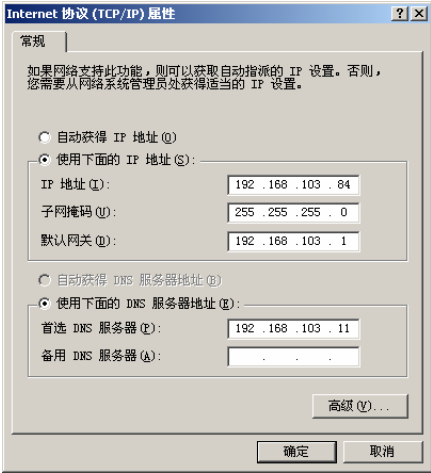 Internet 协议 (TCP/IP) 属性
常规
如果网络支持此功能，则可以获取自动指派的 IP 设置。否则，
您需要从网络系统管理员处获得适当的 IP 设置。
自动获得 IP 地址(O)
使用下面的 IP 地址(S):
IP 地址(I): 192 .168 .103 . 84
子网掩码(U): 255 .255 .255 . 0
默认网关(D): 192 .168 .103 . 1
自动获得 DNS 服务器地址(B)
使用下面的 DNS 服务器地址(E):
首选 DNS 服务器(P): 192 .168 .103 . 11
备用 DNS 服务器(A): . . .
高级(V)...
确定 取消